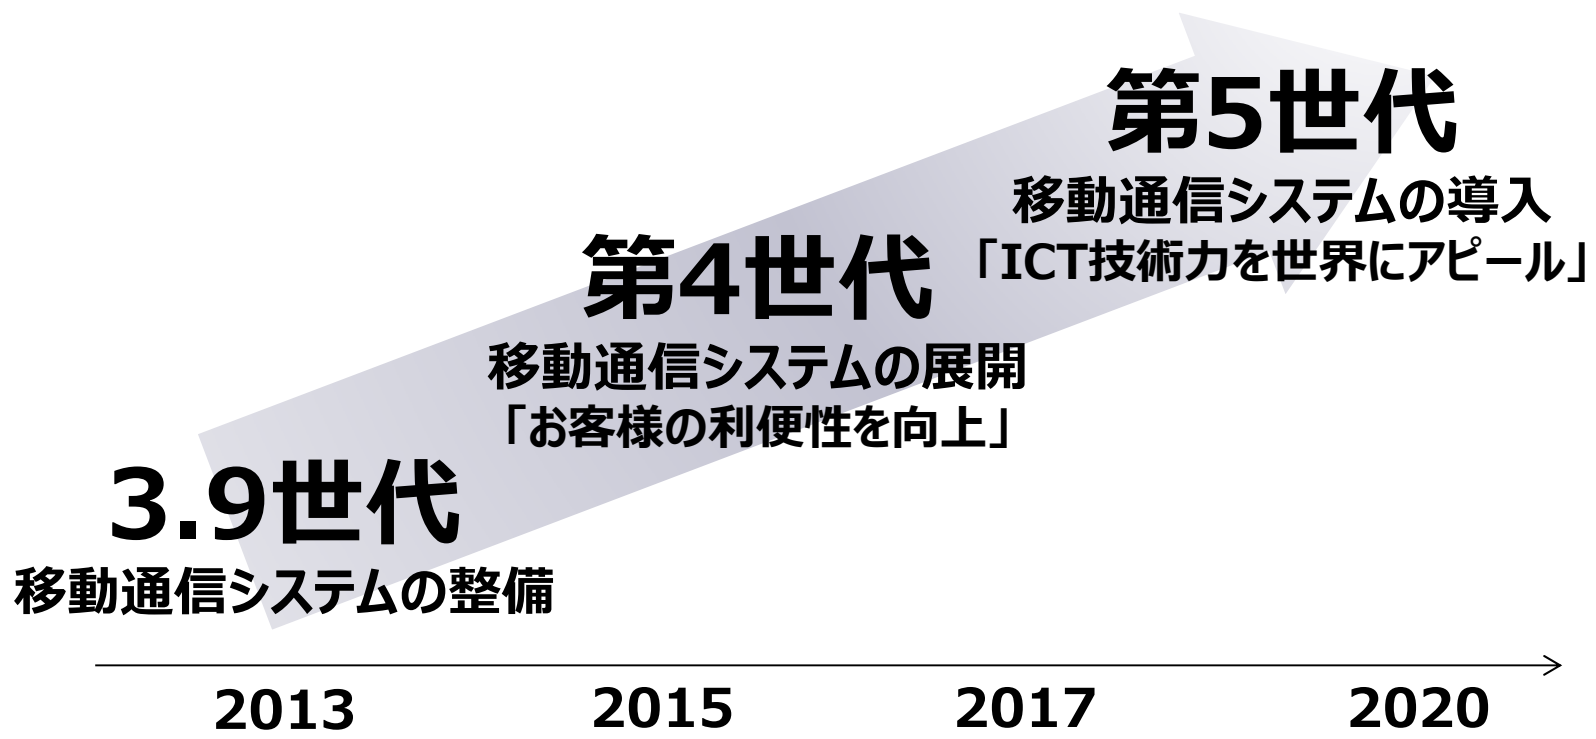 第5世代
移動通信システムの導入
「ICT技術力を世界にアピール」
第4世代
移動通信システムの展開
「お客様の利便性を向上」
3.9世代
移動通信システムの整備
2013
2015
2017
2020